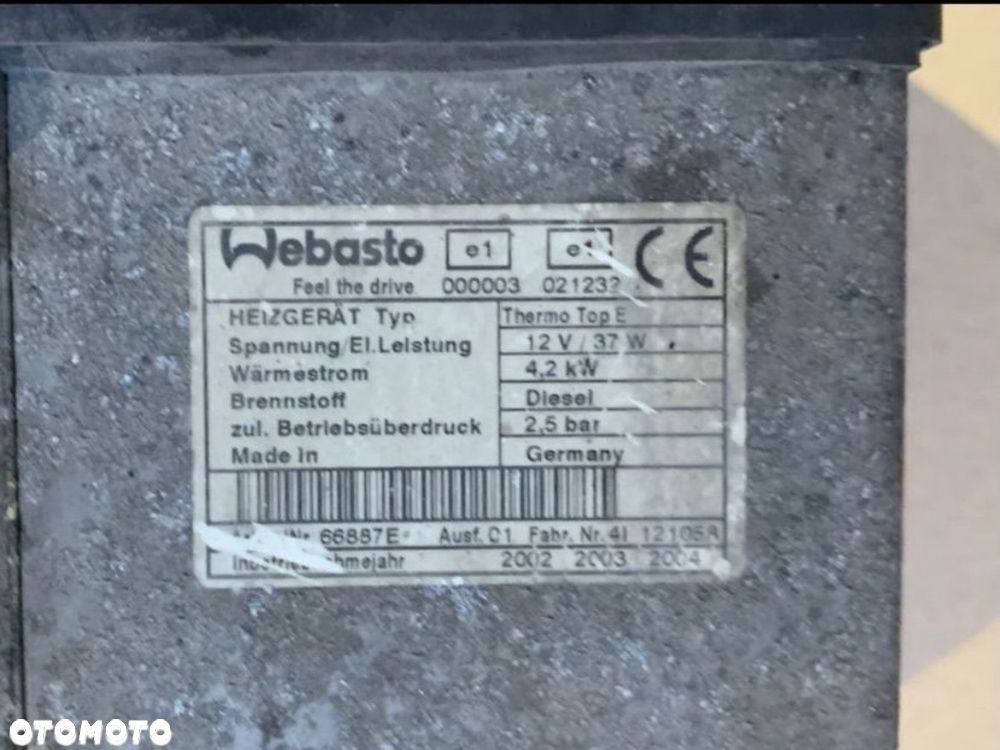 Webasto e1 e1 CE
Feel the drive 000003 021232
HEIZGERÄT Typ Thermo Top E
Spannung/El.Leistung 12 V / 37 W
Wärmestrom 4,2 kW
Brennstoff Diesel
zul. Betriebsüberdruck 2,5 bar
Made in Germany
66887E Ausf. C1 Fahr. Nr. 41 121058
2002 2003 2004
OTOMOTO